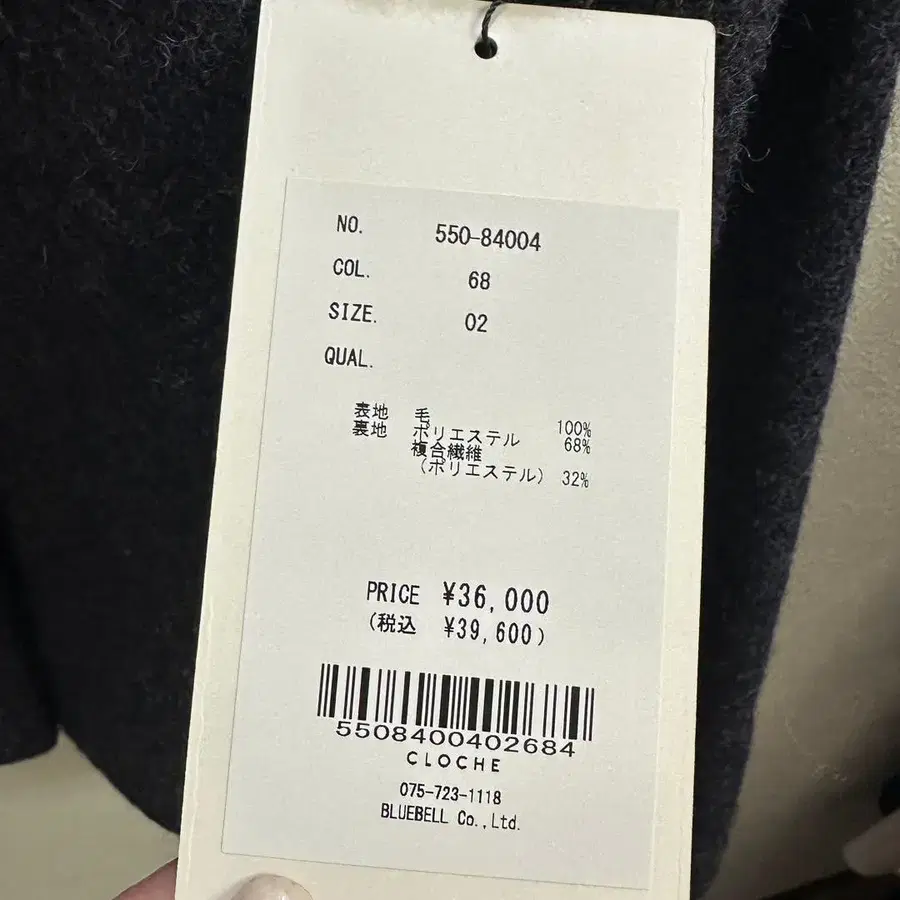 NO. 550-84004
COL. 68
SIZE. 02
QUAL.
表地 毛 100%
裏地 ポリエステル 68%
複合繊維
(ポリエステル) 32%
PRICE ¥36,000
(税込 ¥39,600)
5508400402684
CLOCHE
075-723-1118
BLUEBELL Co.,Ltd.